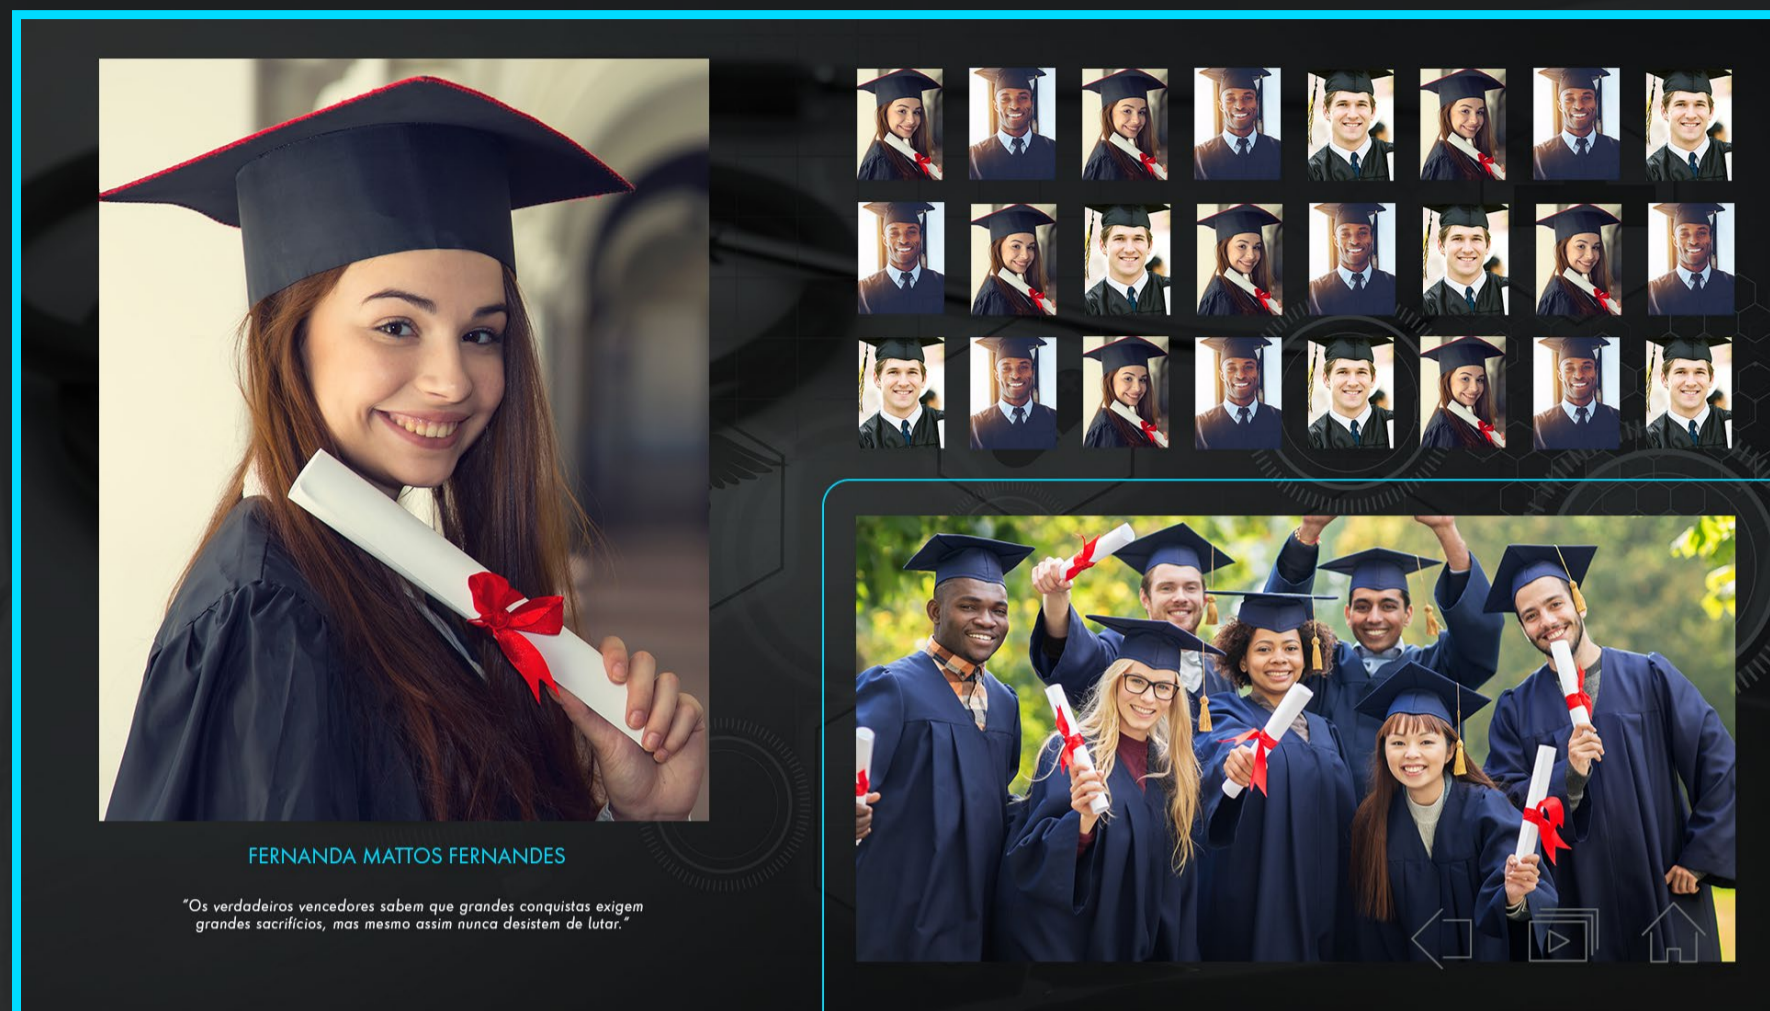 FERNANDA MATTOS FERNANDES
"Os verdadeiros vencedores sabem que grandes conquistas exigem
grandes sacrifícios, mas mesmo assim nunca desistem de lutar."